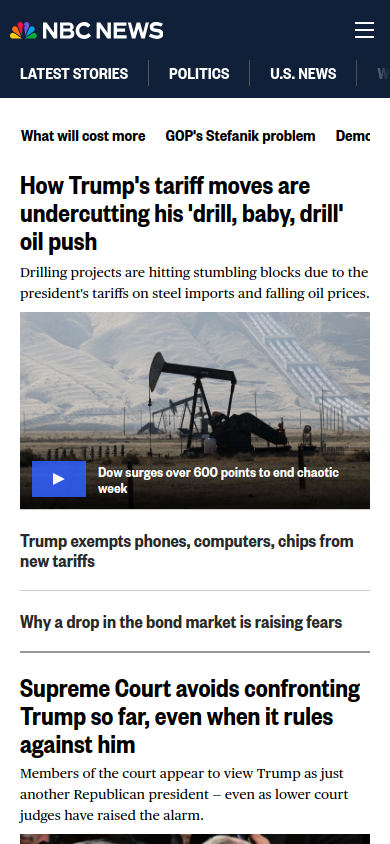 NBC NEWS
LATEST STORIES POLITICS U.S. NEWS
What will cost more GOP's Stefanik problem
How Trump's tariff moves are
undercutting his 'drill, baby, drill'
oil push
Drilling projects are hitting stumbling blocks due to the
president's tariffs on steel imports and falling oil prices.
Dow surges over 600 points to end chaotic
week
Trump exempts phones, computers, chips from
new tariffs
Why a drop in the bond market is raising fears
Supreme Court avoids confronting
Trump so far, even when it rules
against him
Members of the court appear to view Trump as just
another Republican president — even as lower court
judges have raised the alarm.